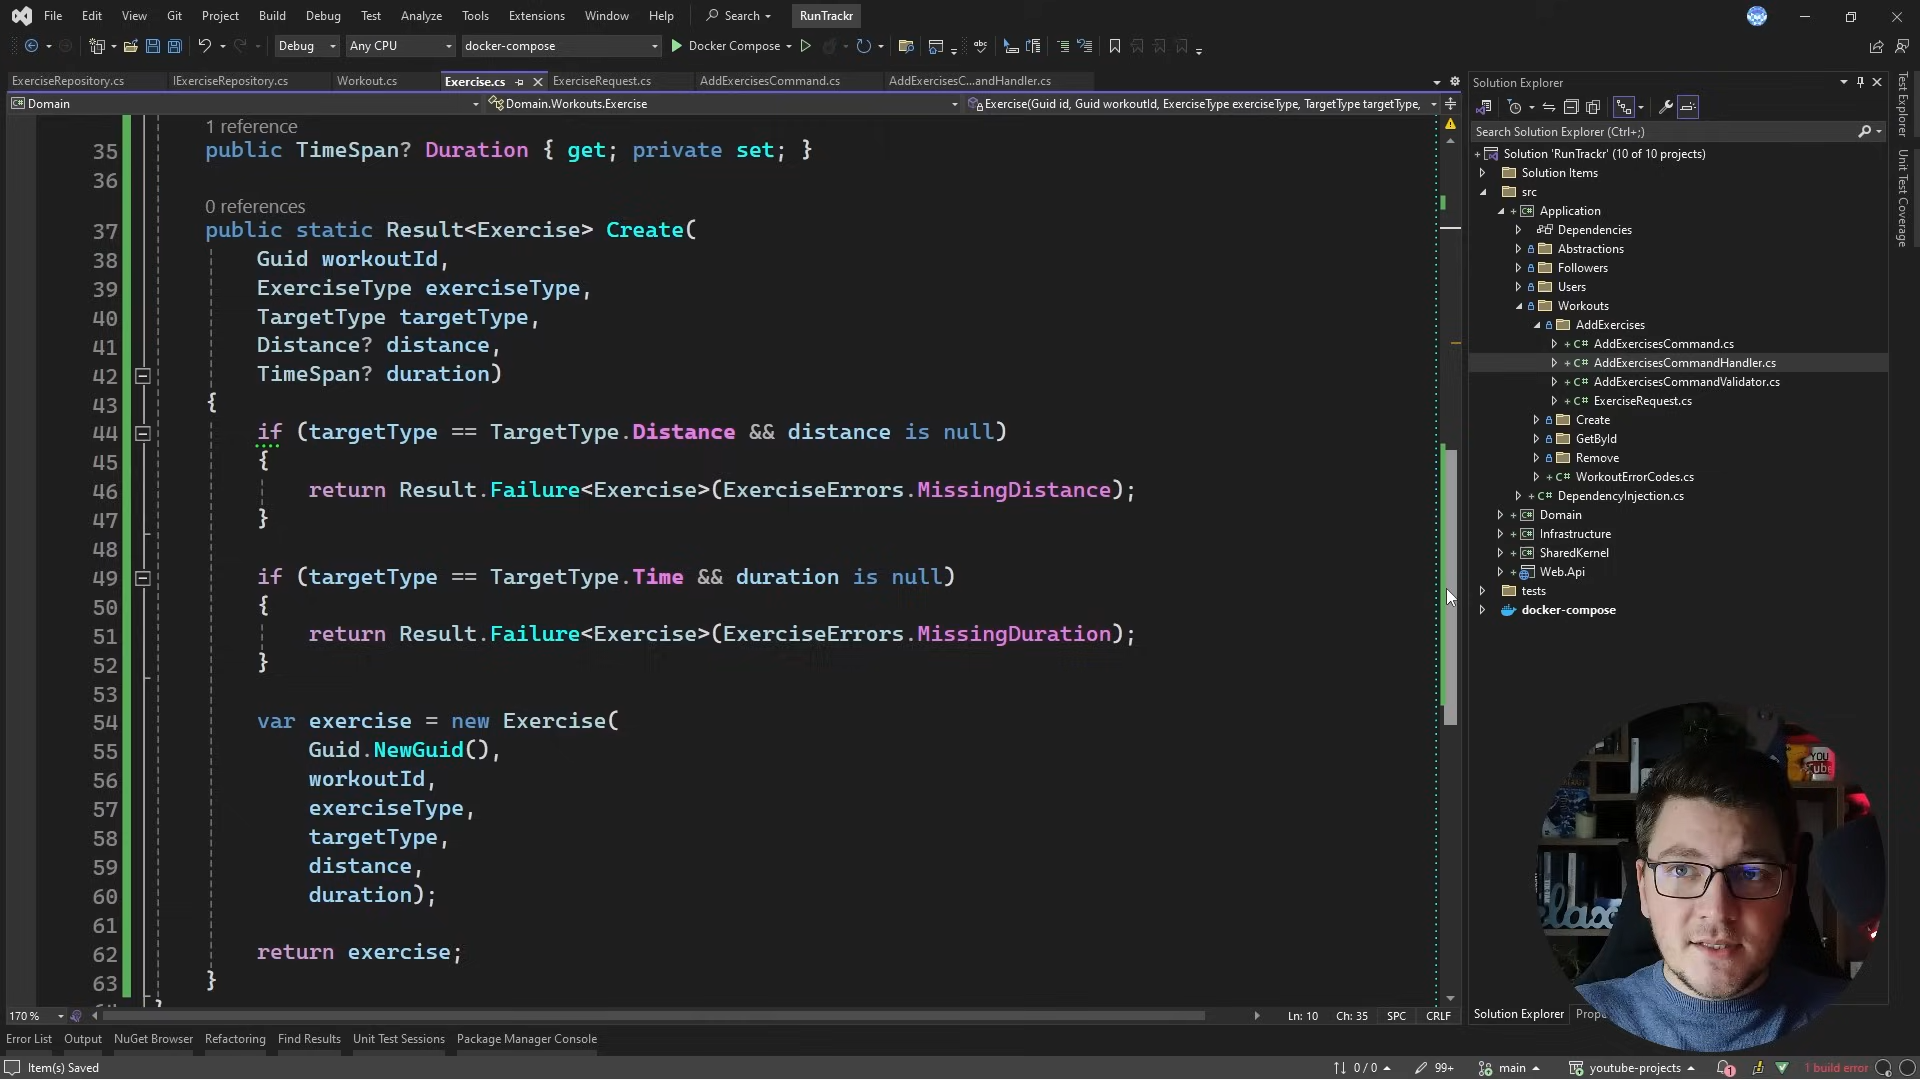 File Edit View Git Project Build Debug Test Analyze Tools Extensions Window Help Search RunTrackr
Debug Any CPU docker-compose Docker Compose
ExerciseRepository.cs IExerciseRepository.cs Workout.cs Exercise.cs ExerciseRequest.cs AddExercisesCommand.cs AddExercisesC...andHandler.cs
Domain Domain.Workouts.Exercise Exercise(Guid id, Guid workoutId, ExerciseType exerciseType, TargetType targetType,
1 reference
35 public TimeSpan? Duration { get; private set; }
36
0 references
37 public static Result<Exercise> Create(
38 Guid workoutId,
39 ExerciseType exerciseType,
40 TargetType targetType,
41 Distance? distance,
42 TimeSpan? duration)
43 {
44 if (targetType == TargetType.Distance && distance is null)
45 {
46 return Result.Failure<Exercise>(ExerciseErrors.MissingDistance);
47 }
48
49 if (targetType == TargetType.Time && duration is null)
50 {
51 return Result.Failure<Exercise>(ExerciseErrors.MissingDuration);
52 }
53
54 var exercise = new Exercise(
55 Guid.NewGuid(),
56 workoutId,
57 exerciseType,
58 targetType,
59 distance,
60 duration);
61
62 return exercise;
63 }
170 % Ln: 10 Ch: 35 SPC CRLF
Error List Output NuGet Browser Refactoring Find Results Unit Test Sessions Package Manager Console
Item(s) Saved 0 / 0 99+ main youtube-projects 1 1 build error
Solution Explorer
Search Solution Explorer (Ctrl+;)
Solution 'RunTrackr' (10 of 10 projects)
Solution Items
src
Application
Dependencies
Abstractions
Followers
Users
Workouts
AddExercises
C# AddExercisesCommand.cs
C# AddExercisesCommandHandler.cs
C# AddExercisesCommandValidator.cs
C# ExerciseRequest.cs
Create
GetById
Remove
C# WorkoutErrorCodes.cs
C# DependencyInjection.cs
Domain
Infrastructure
SharedKernel
Web.Api
tests
docker-compose
Solution Explorer
Test Explorer
Unit Test Coverage
YOU
Tube